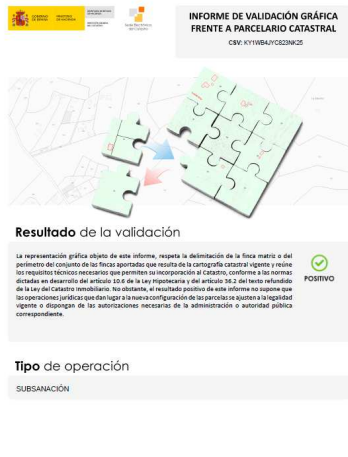 GOBIERNO DE ESPAÑA
MINISTERIO DE HACIENDA
INFORME DE VALIDACIÓN GRÁFICA
FRENTE A PARCELARIO CATASTRAL
CSV: KY1WB4JYC823NK25
Resultado de la validación
La representación gráfica objeto de este informe, respeta la delimitación de la finca matriz o del
perímetro del conjunto de las fincas aportadas que resulta de la cartografía catastral vigente y reúne
los requisitos técnicos necesarios que permiten su incorporación al Catastro, conforme a las normas
dictadas en desarrollo del artículo 10.6 de la Ley Hipotecaria y del artículo 36.2 del texto refundido
de la Ley del Catastro Inmobiliario. No obstante, el resultado positivo de este informe no supone que
las operaciones jurídicas que dan lugar a la nueva configuración de las parcelas se ajusten a la legalidad
vigente o dispongan de las autorizaciones necesarias de la administración o autoridad pública
correspondiente.
POSITIVO
Tipo de operación
SUBSANACIÓN